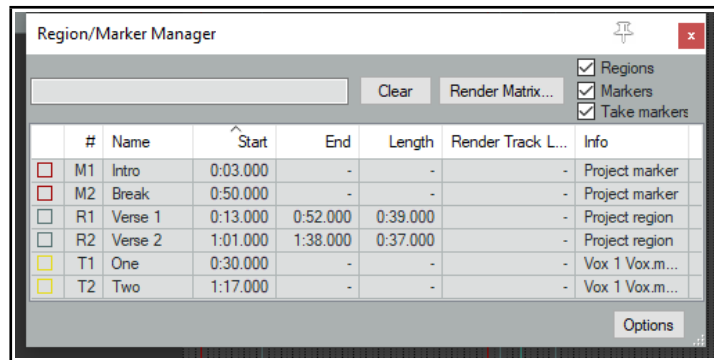 Region/Marker Manager
x
Regions
Clear Render Matrix... Markers
Take markers
# Name Start End Length Render Track L... Info
M1 Intro 0:03.000 - - - Project marker
M2 Break 0:50.000 - - - Project marker
R1 Verse 1 0:13.000 0:52.000 0:39.000 - Project region
R2 Verse 2 1:01.000 1:38.000 0:37.000 - Project region
T1 One 0:30.000 - - - Vox 1 Vox.m...
T2 Two 1:17.000 - - - Vox 1 Vox.m...
Options